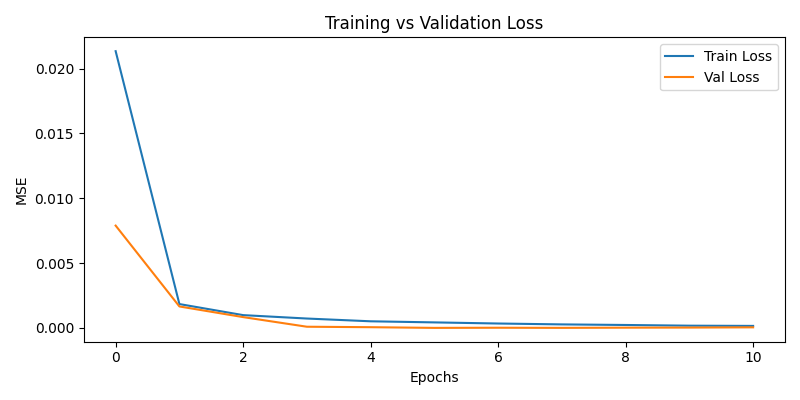 Training vs Validation Loss
Train Loss
Val Loss
0.020
0.015
0.010
0.005
0.000
MSE
0 2 4 6 8 10
Epochs